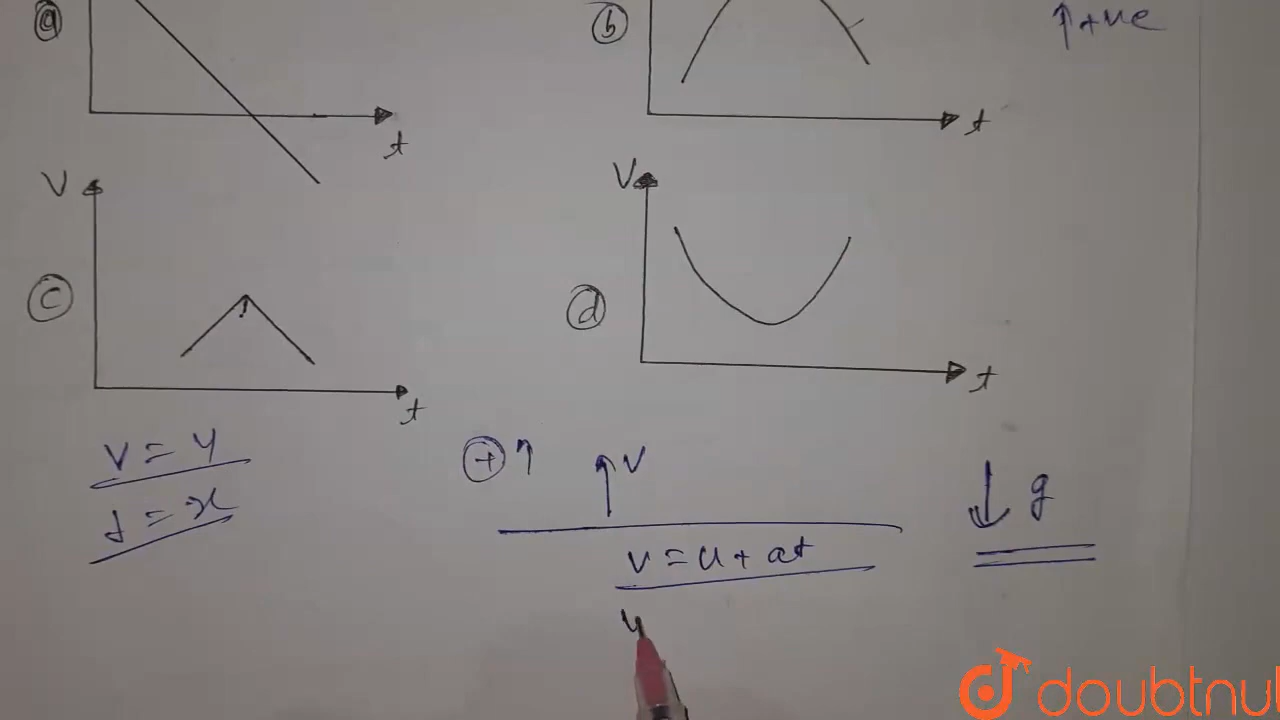 a
b
↑ +ve
t
t
V
V
c
d
t
t
V = y
t = x
+ ↑
↑ V
↓ g
v = u + at
y
doubtnut